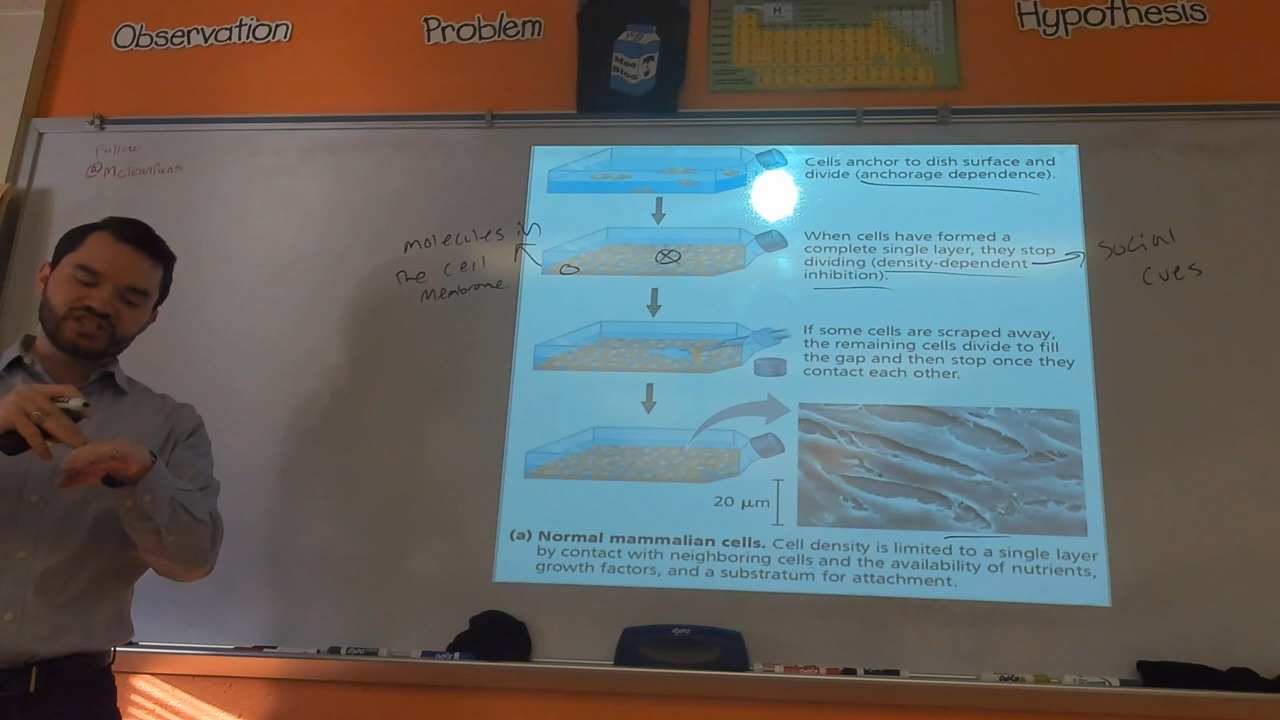 Observation
Problem
Hypothesis
Moo
Bloo
H
Follow
Cells anchor to dish surface and
divide (anchorage dependence).
molecules in
the cell
membrane
When cells have formed a
complete single layer, they stop
dividing (density-dependent
inhibition).
social
cues
If some cells are scraped away,
the remaining cells divide to fill
the gap and then stop once they
contact each other.
20 μm
(a) Normal mammalian cells. Cell density is limited to a single layer
by contact with neighboring cells and the availability of nutrients,
growth factors, and a substratum for attachment.
EXPO